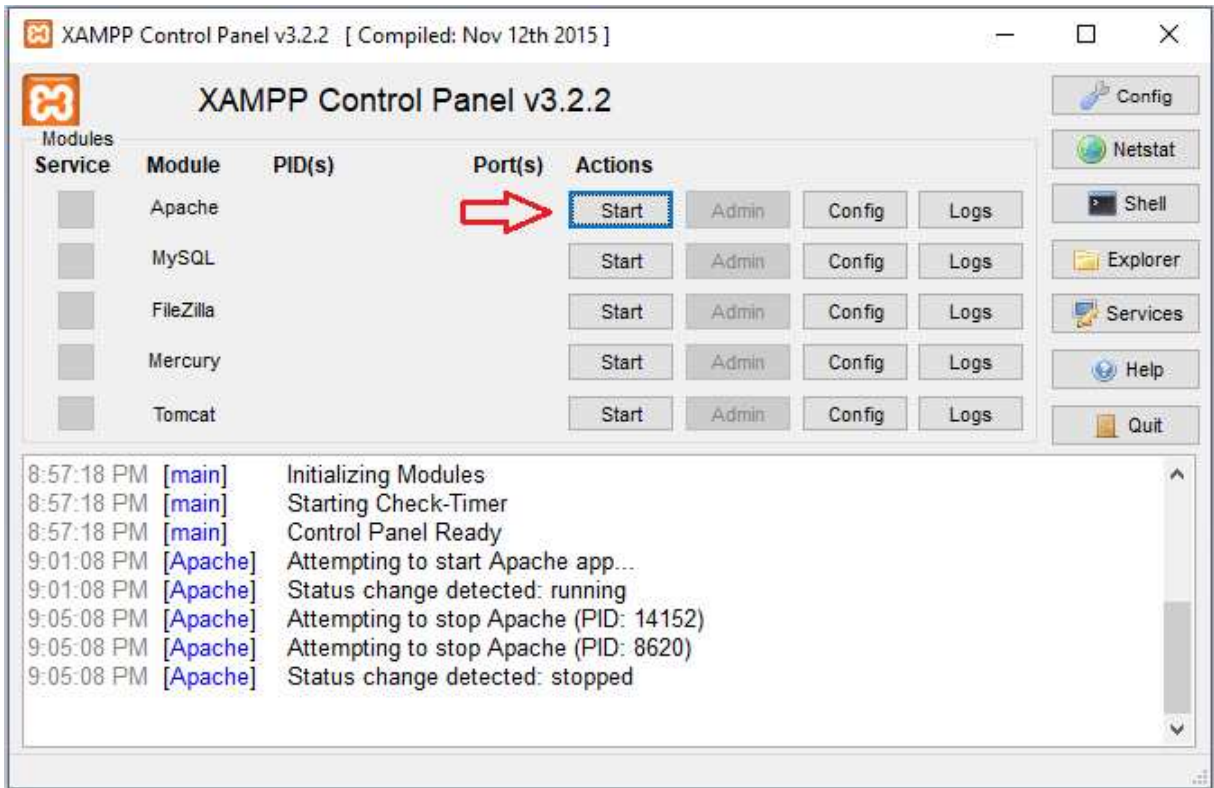 XAMPP Control Panel v3.2.2 [ Compiled: Nov 12th 2015 ]
XAMPP Control Panel v3.2.2
Config
Modules
Netstat
Service Module PID(s) Port(s) Actions
Apache Start Admin Config Logs
Shell
MySQL Start Admin Config Logs
Explorer
FileZilla Start Admin Config Logs
Services
Mercury Start Admin Config Logs
Help
Tomcat Start Admin Config Logs
Quit
8:57:18 PM [main] Initializing Modules
8:57:18 PM [main] Starting Check-Timer
8:57:18 PM [main] Control Panel Ready
9:01:08 PM [Apache] Attempting to start Apache app...
9:01:08 PM [Apache] Status change detected: running
9:05:08 PM [Apache] Attempting to stop Apache (PID: 14152)
9:05:08 PM [Apache] Attempting to stop Apache (PID: 8620)
9:05:08 PM [Apache] Status change detected: stopped